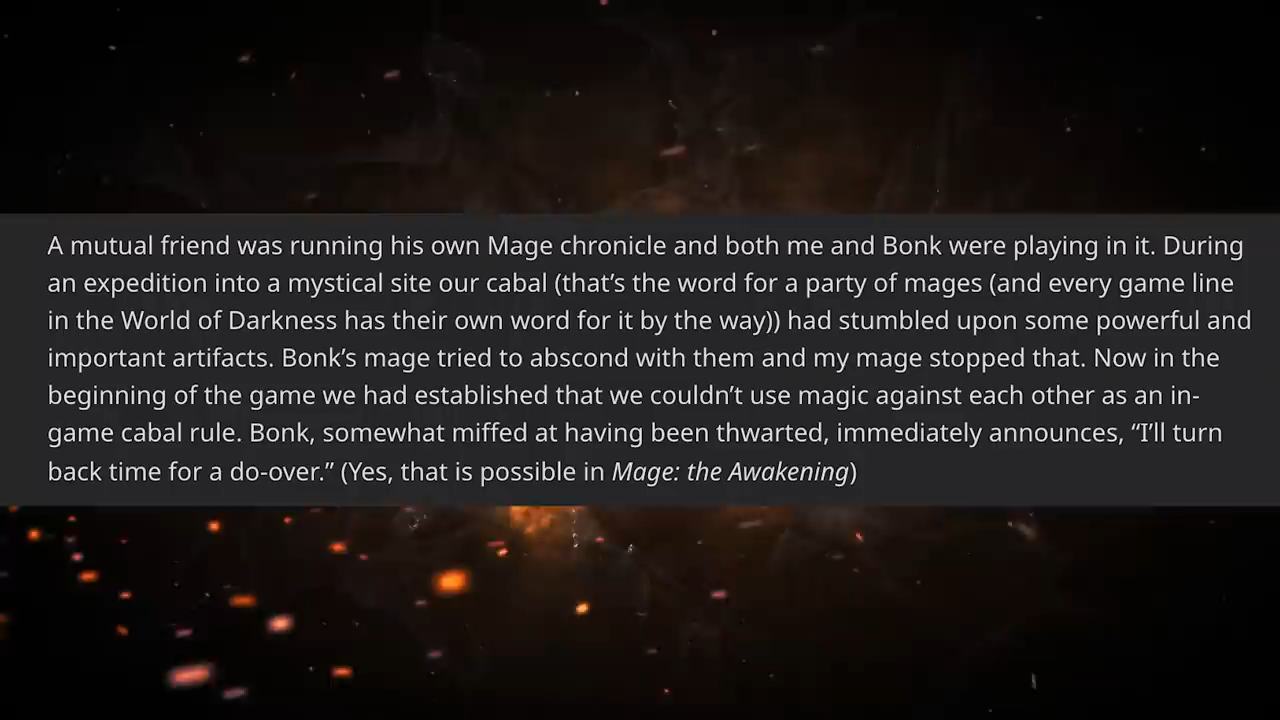 A mutual friend was running his own Mage chronicle and both me and Bonk were playing in it. During
an expedition into a mystical site our cabal (that’s the word for a party of mages (and every game line
in the World of Darkness has their own word for it by the way)) had stumbled upon some powerful and
important artifacts. Bonk’s mage tried to abscond with them and my mage stopped that. Now in the
beginning of the game we had established that we couldn’t use magic against each other as an in-
game cabal rule. Bonk, somewhat miffed at having been thwarted, immediately announces, “I’ll turn
back time for a do-over.” (Yes, that is possible in Mage: the Awakening)